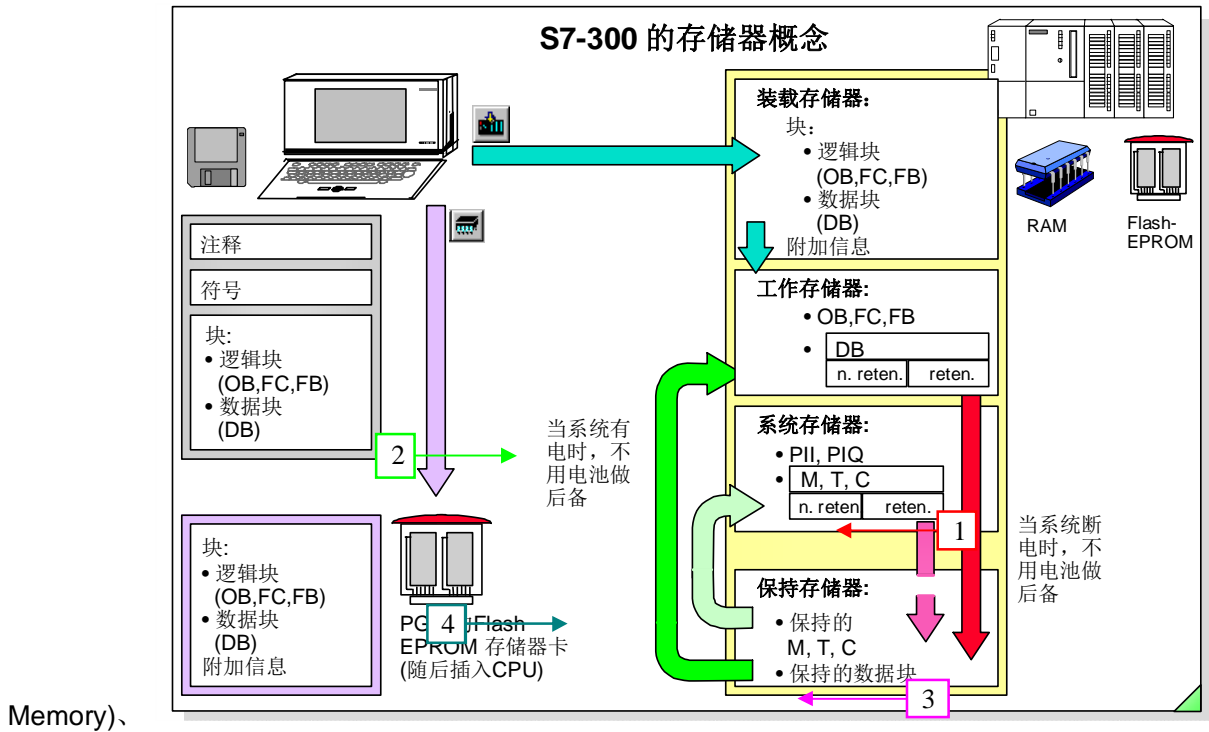 S7-300 的存储器概念
注释
符号
块:
• 逻辑块
(OB,FC,FB)
• 数据块
(DB)
2
当系统有
电时，不
用电池做
后备
块:
• 逻辑块
(OB,FC,FB)
• 数据块
(DB)
附加信息
PG
Flash
4
EPROM 存储器卡
(随后插入CPU)
装载存储器:
块:
• 逻辑块
(OB,FC,FB)
• 数据块
(DB)
附加信息
工作存储器:
• OB,FC,FB
• DB
n. reten. reten.
系统存储器:
• PII, PIQ
• M, T, C
n. reten reten.
1
保持存储器:
• 保持的
M, T, C
• 保持的数据块
3
RAM
Flash-
EPROM
当系统断
电时，不
用电池做
后备
Memory)、